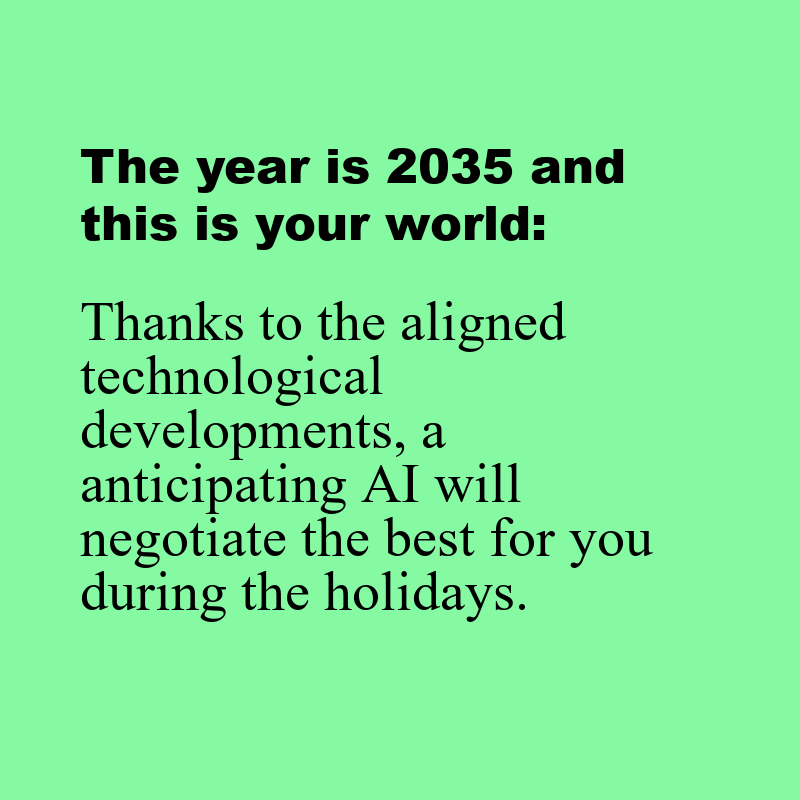 The year is 2035 and
this is your world:
Thanks to the aligned
technological
developments, a
anticipating AI will
negotiate the best for you
during the holidays.